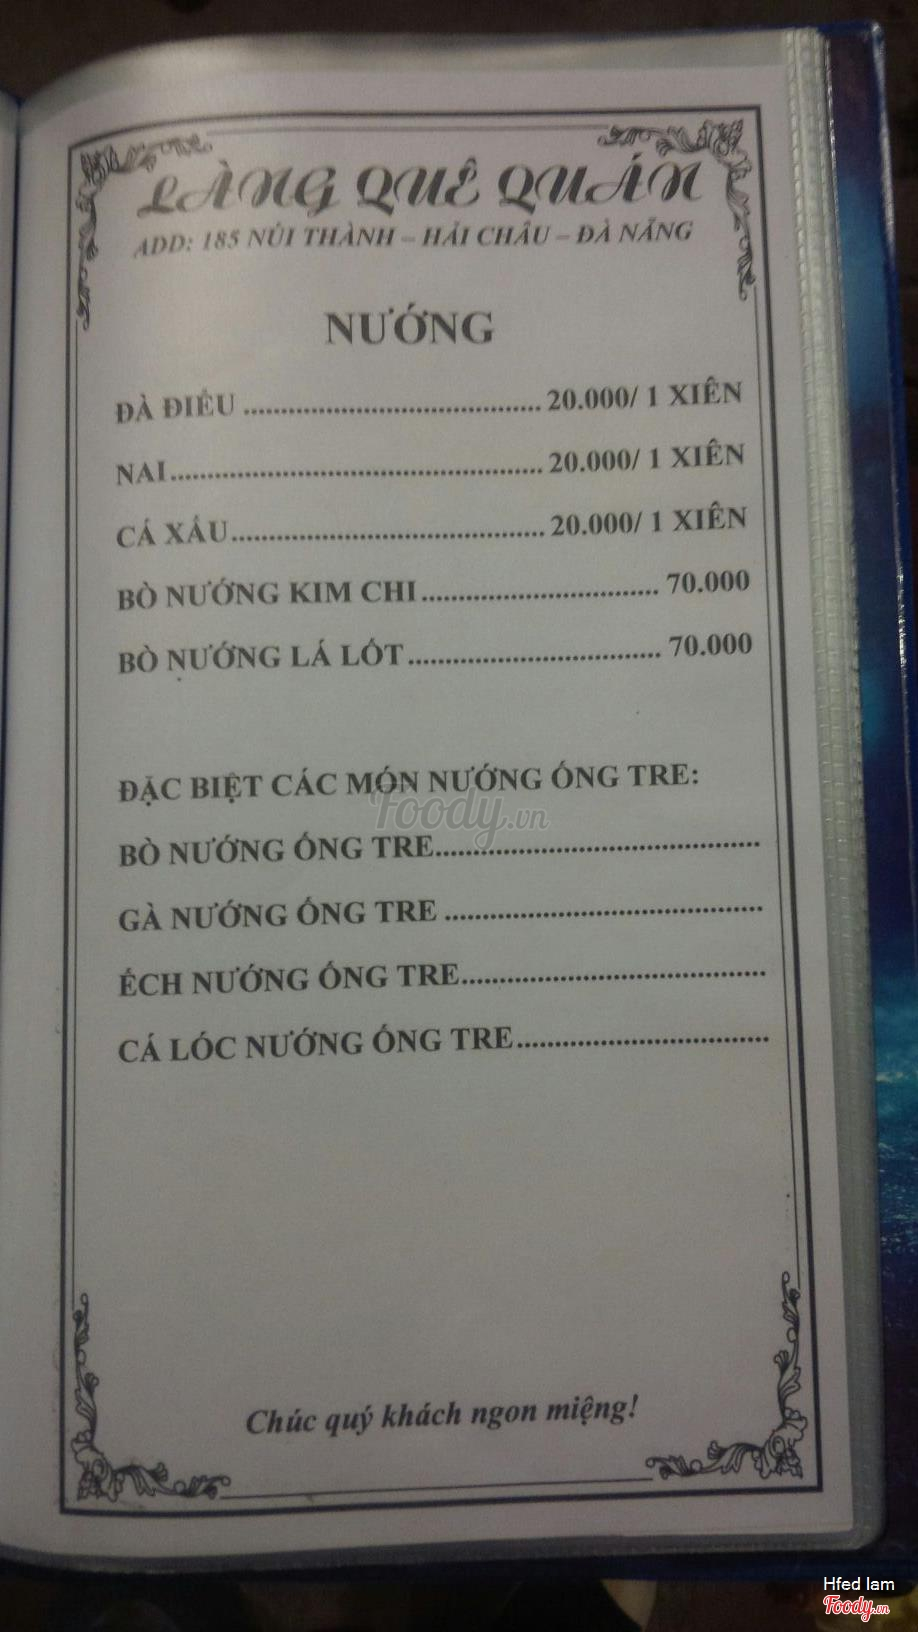 LÀNG QUÊ QUÁN
ADD: 185 NÚI THÀNH – HẢI CHÂU – ĐÀ NẴNG
NƯỚNG
ĐÀ ĐIỂU ........................................ 20.000/ 1 XIÊN
NAI.................................................. 20.000/ 1 XIÊN
CÁ XẤU.......................................... 20.000/ 1 XIÊN
BÒ NƯỚNG KIM CHI ................................ 70.000
BÒ NƯỚNG LÁ LỐT .................................. 70.000
ĐẶC BIỆT CÁC MÓN NƯỚNG ỐNG TRE:
Foody.vn
BÒ NƯỚNG ỐNG TRE...........................................
GÀ NƯỚNG ỐNG TRE ..........................................
ẾCH NƯỚNG ỐNG TRE........................................
CÁ LÓC NƯỚNG ỐNG TRE.................................
Chúc quý khách ngon miệng!
Hfed lam
Foody.vn